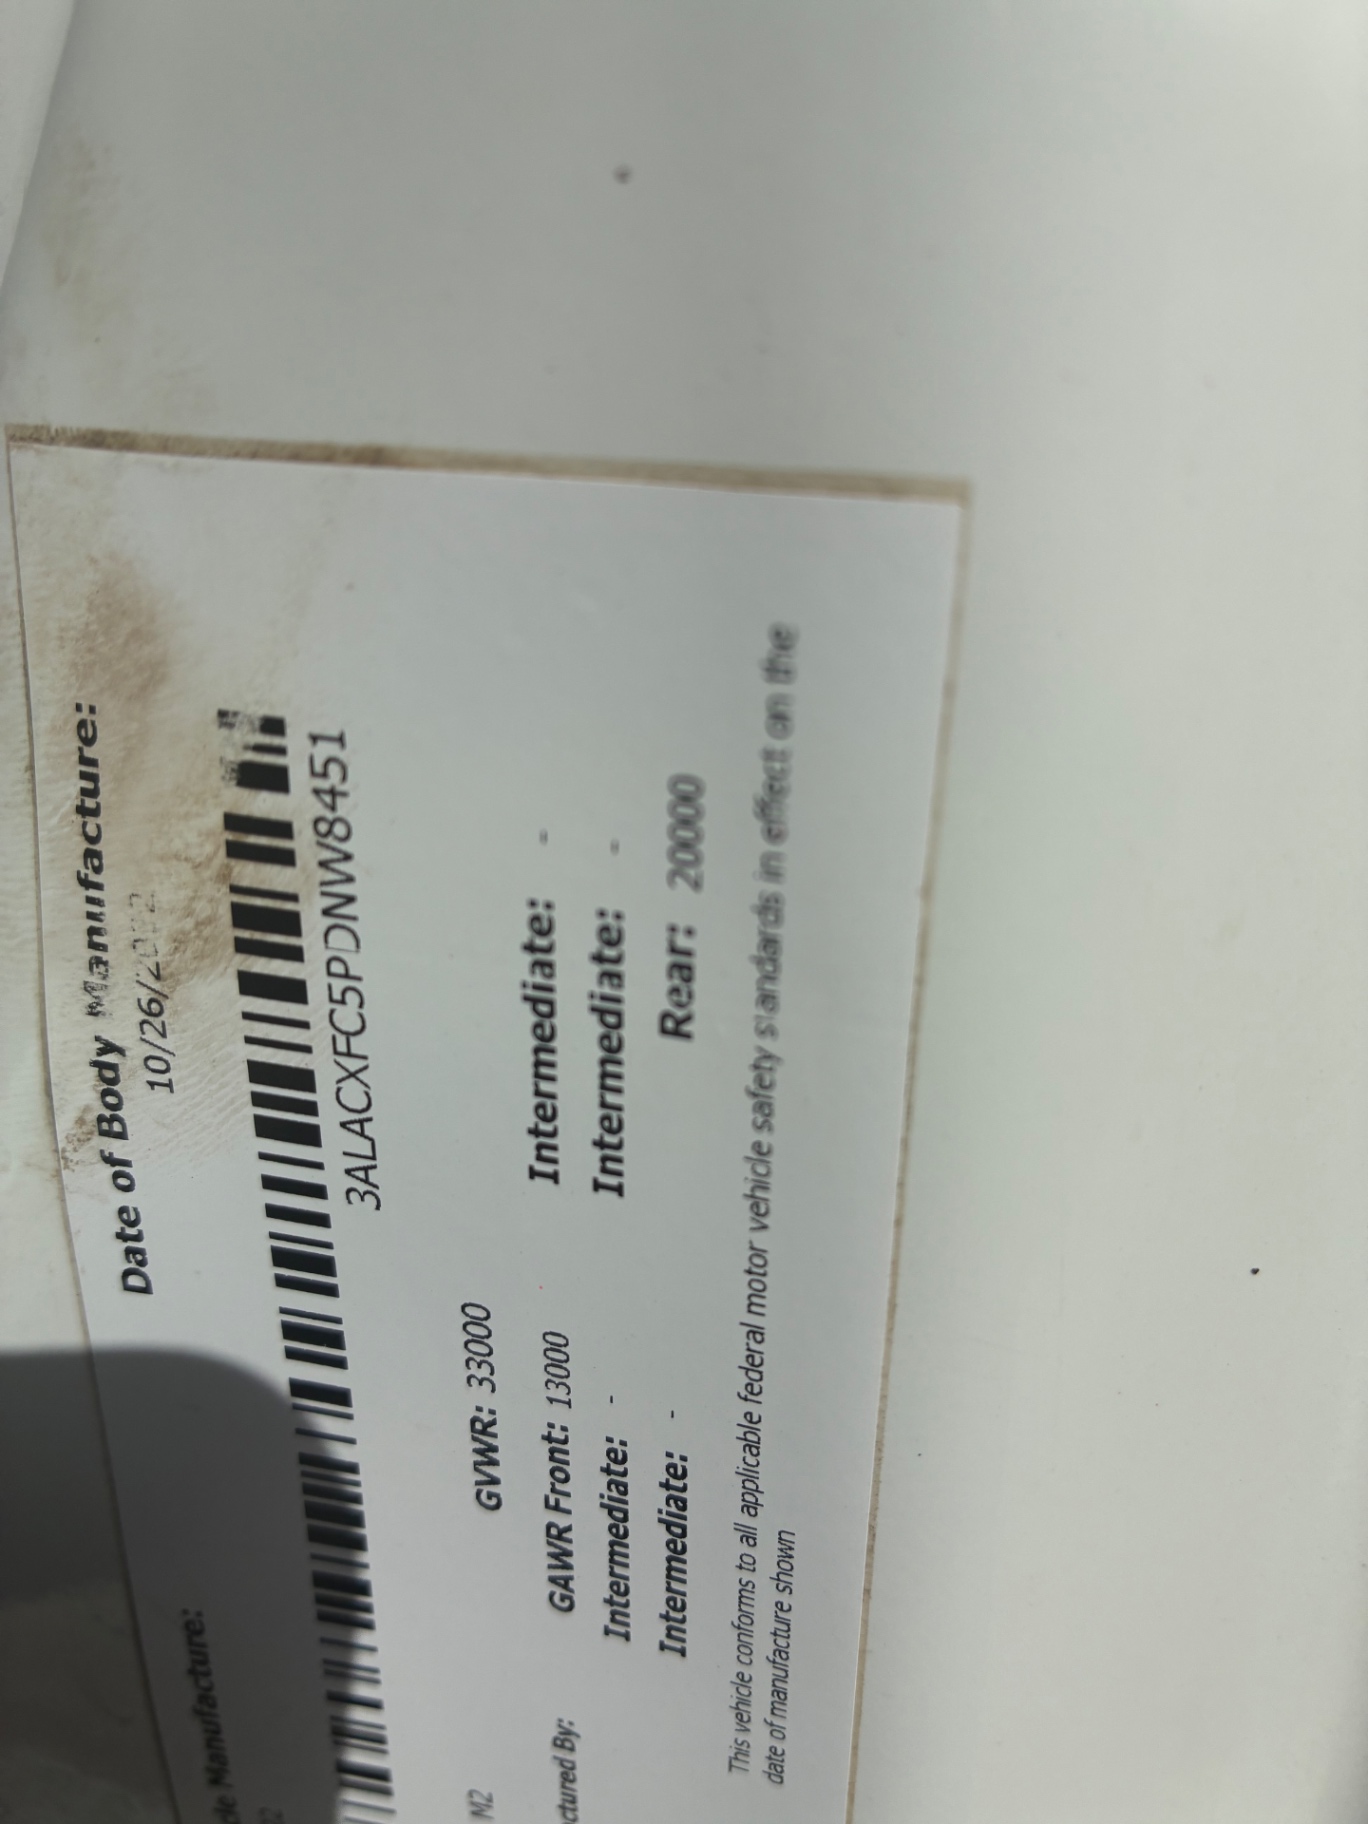 Date of Body Manufacture:
10/26/2022
Manufacture:
3ALACXFC5PDNW8451
M2
GVWR: 33000
GAWR Front: 13000
Intermediate: -
Intermediate: -
Intermediate: -
Intermediate: -
Rear: 20000
By:
This vehicle conforms to all applicable federal motor vehicle safety standards in effect on the
date of manufacture shown